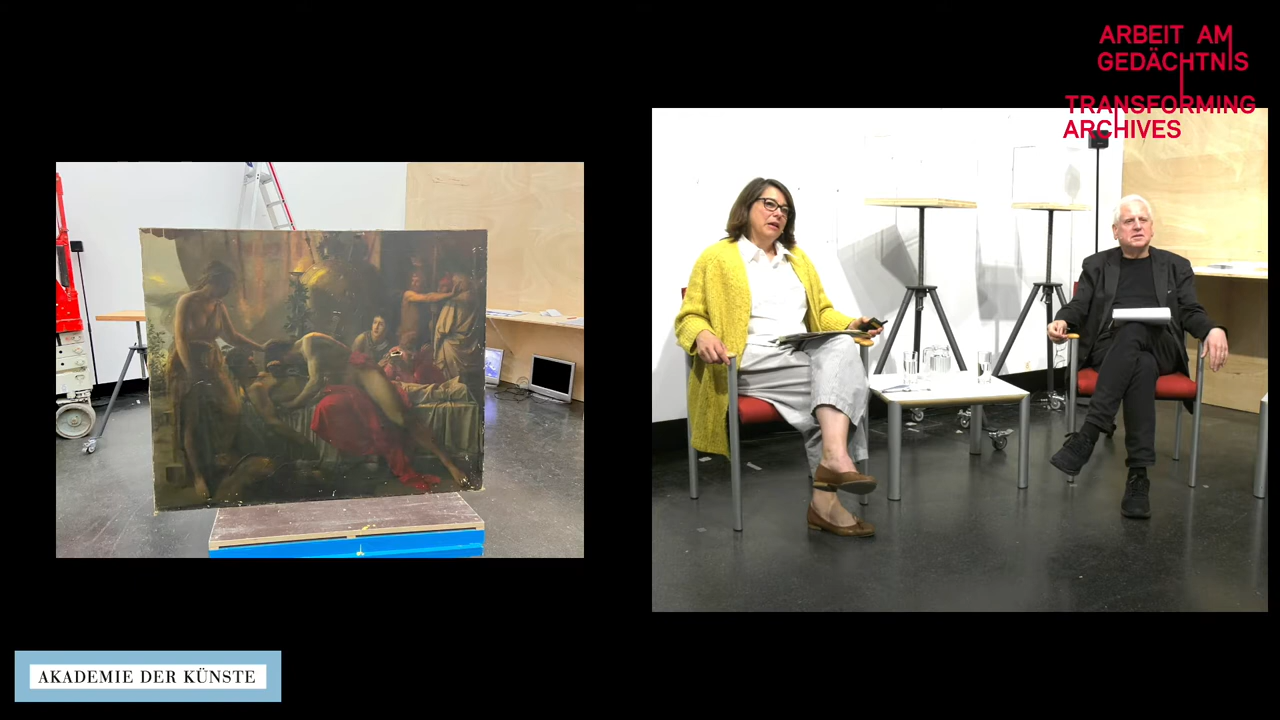 ARBEIT AM
GEDÄCHTNIS
TRANSFORMING
ARCHIVES
AKADEMIE DER KÜNSTE